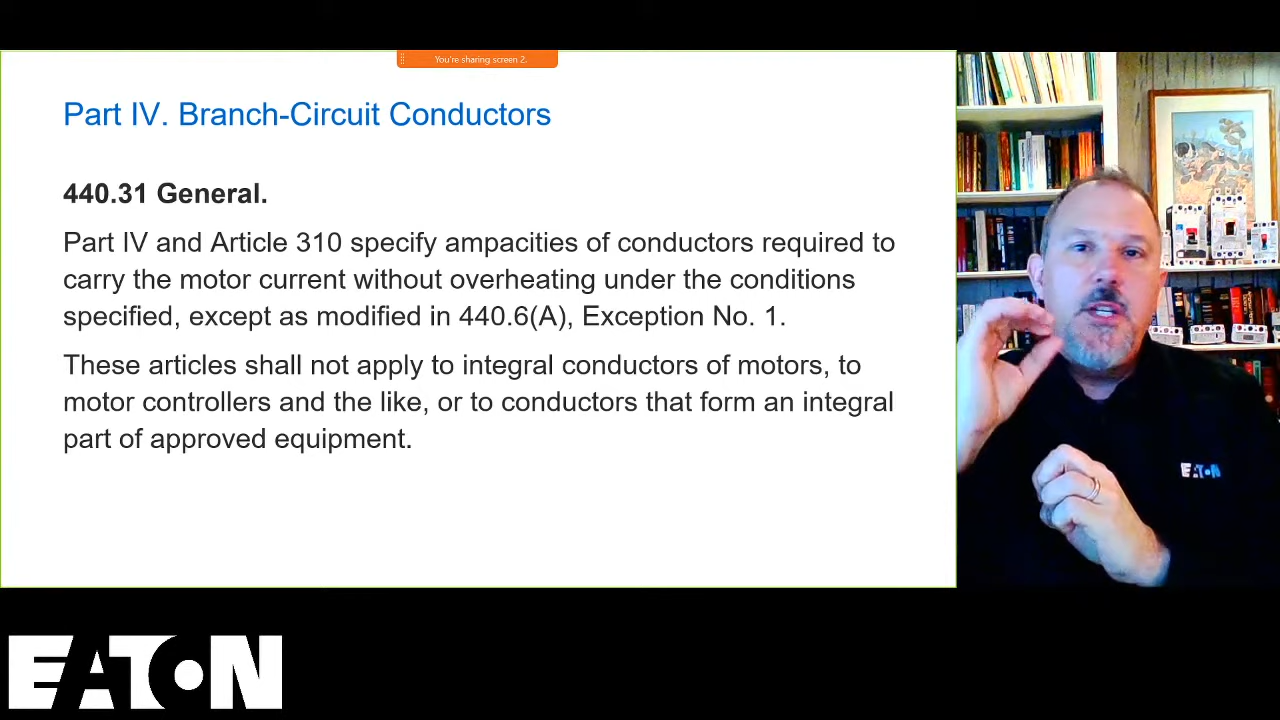 You're sharing screen 2.
Part IV. Branch-Circuit Conductors
440.31 General.
Part IV and Article 310 specify ampacities of conductors required to
carry the motor current without overheating under the conditions
specified, except as modified in 440.6(A), Exception No. 1.
These articles shall not apply to integral conductors of motors, to
motor controllers and the like, or to conductors that form an integral
part of approved equipment.
EATON
EATON